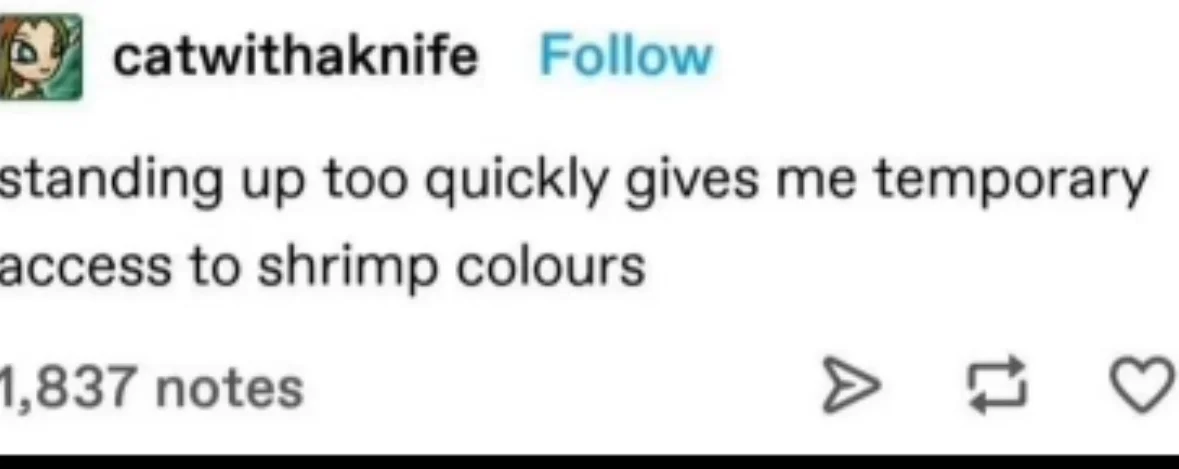 catwithaknife Follow
standing up too quickly gives me temporary
access to shrimp colours
1,837 notes